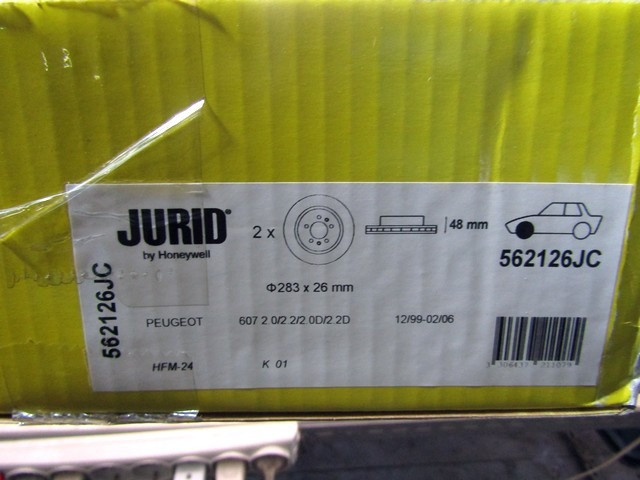 JURID®
by Honeywell
2 x
48 mm
562126JC
Φ283 x 26 mm
562126JC
PEUGEOT 607 2.0/2.2/2.0D/2.2D 12/99-02/06
HFM-24 K 01